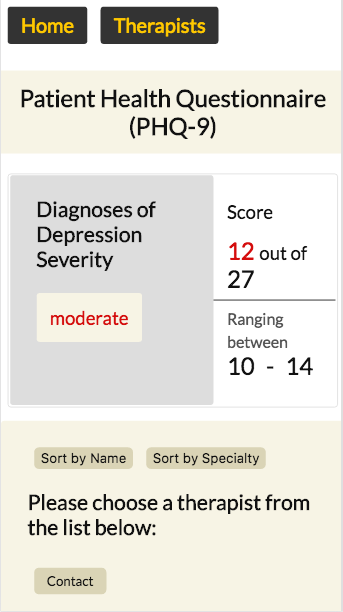 Home Therapists
Patient Health Questionnaire
(PHQ-9)
Diagnoses of
Depression
Severity
moderate
Score
12 out of
27
Ranging
between
10 - 14
Sort by Name Sort by Specialty
Please choose a therapist from
the list below:
Contact